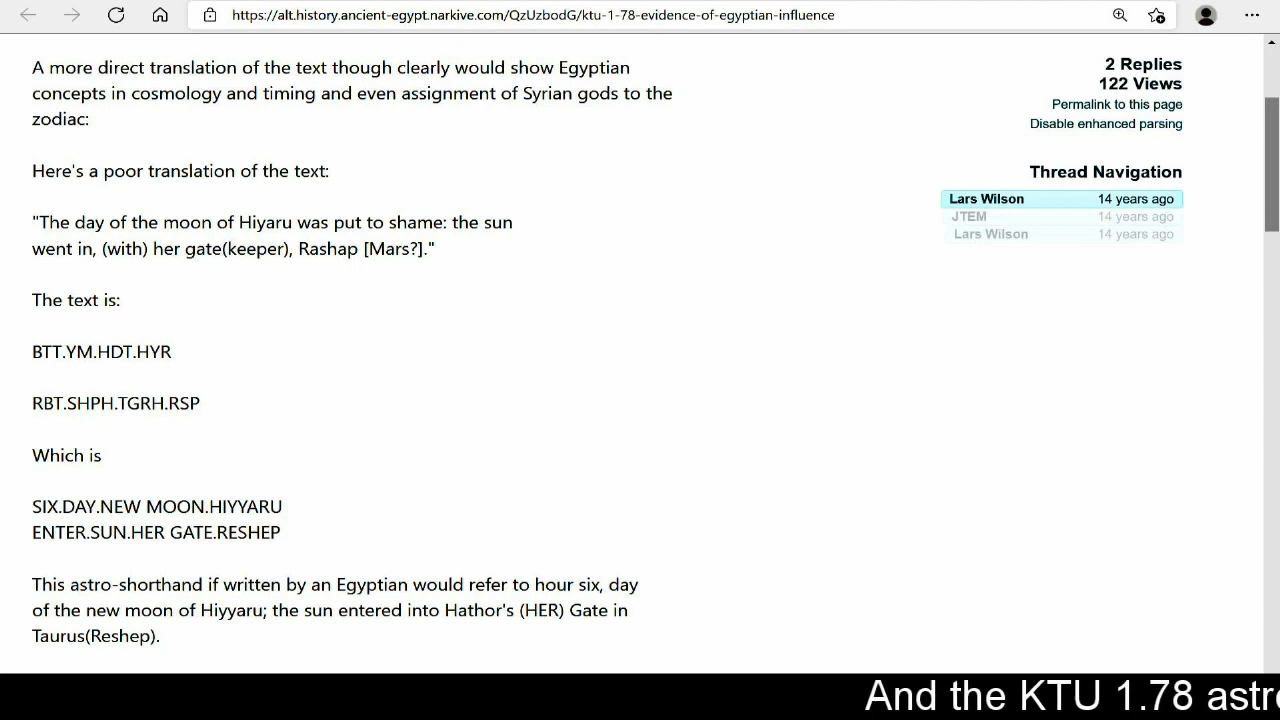 https://alt.history.ancient-egypt.narkive.com/QzUzbodG/ktu-1-78-evidence-of-egyptian-influence
A more direct translation of the text though clearly would show Egyptian
concepts in cosmology and timing and even assignment of Syrian gods to the
zodiac:
Here's a poor translation of the text:
"The day of the moon of Hiyaru was put to shame: the sun
went in, (with) her gate(keeper), Rashap [Mars?]."
The text is:
BTT.YM.HDT.HYR
RBT.SHPH.TGRH.RSP
Which is
SIX.DAY.NEW MOON.HIYYARU
ENTER.SUN.HER GATE.RESHEP
This astro-shorthand if written by an Egyptian would refer to hour six, day
of the new moon of Hiyyaru; the sun entered into Hathor's (HER) Gate in
Taurus(Reshep).
2 Replies
122 Views
Permalink to this page
Disable enhanced parsing
Thread Navigation
Lars Wilson 14 years ago
JTEM 14 years ago
Lars Wilson 14 years ago
And the KTU 1.78 astr